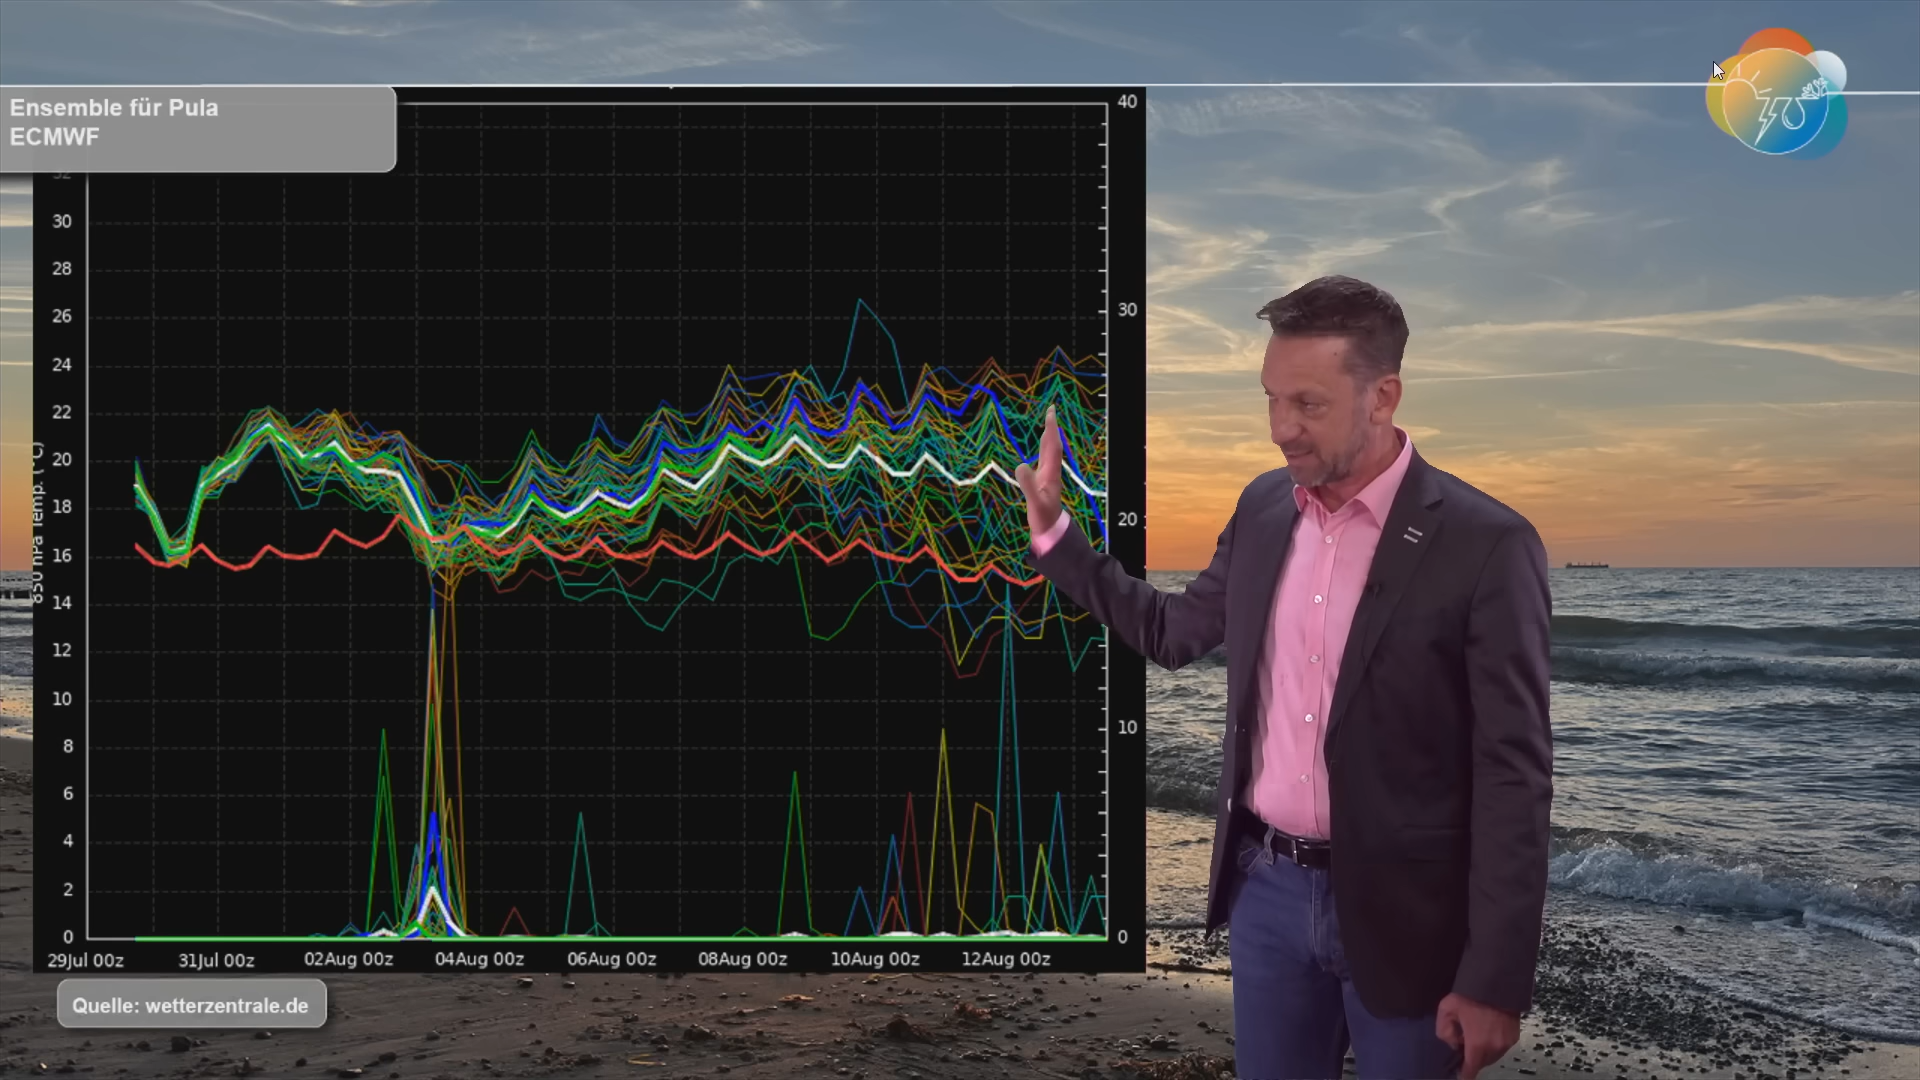 Ensemble für Pula
ECMWF
40
32
30
28
26
24
22
20
18
16
14
12
10
8
6
4
2
0
30
20
10
0
850 hPa Temp. (°C)
29Jul 00z
31Jul 00z
02Aug 00z
04Aug 00z
06Aug 00z
08Aug 00z
10Aug 00z
12Aug 00z
Quelle: wetterzentrale.de